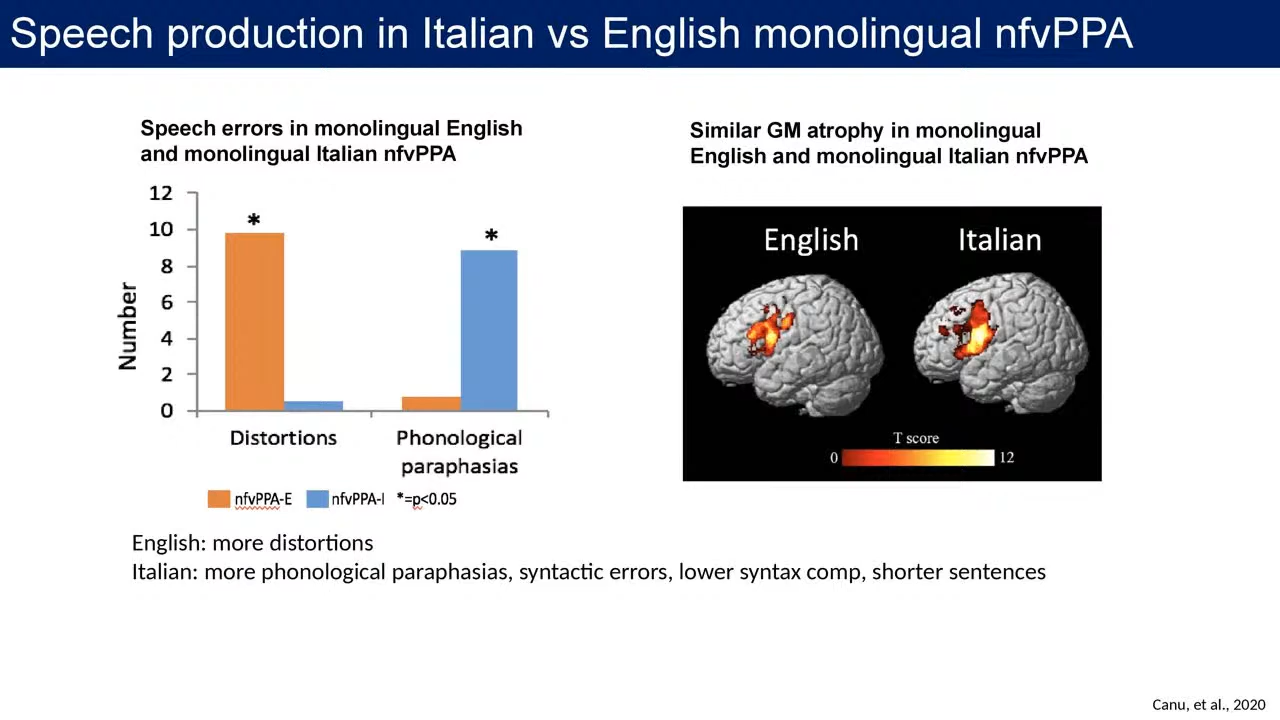 Speech production in Italian vs English monolingual nfvPPA
Speech errors in monolingual English
and monolingual Italian nfvPPA
12
10
8
6
4
2
0
Number
*
*
Distortions
Phonological
paraphasias
nfvPPA-E nfvPPA-I *=p<0.05
Similar GM atrophy in monolingual
English and monolingual Italian nfvPPA
English Italian
T score
0 12
English: more distortions
Italian: more phonological paraphasias, syntactic errors, lower syntax comp, shorter sentences
Canu, et al., 2020